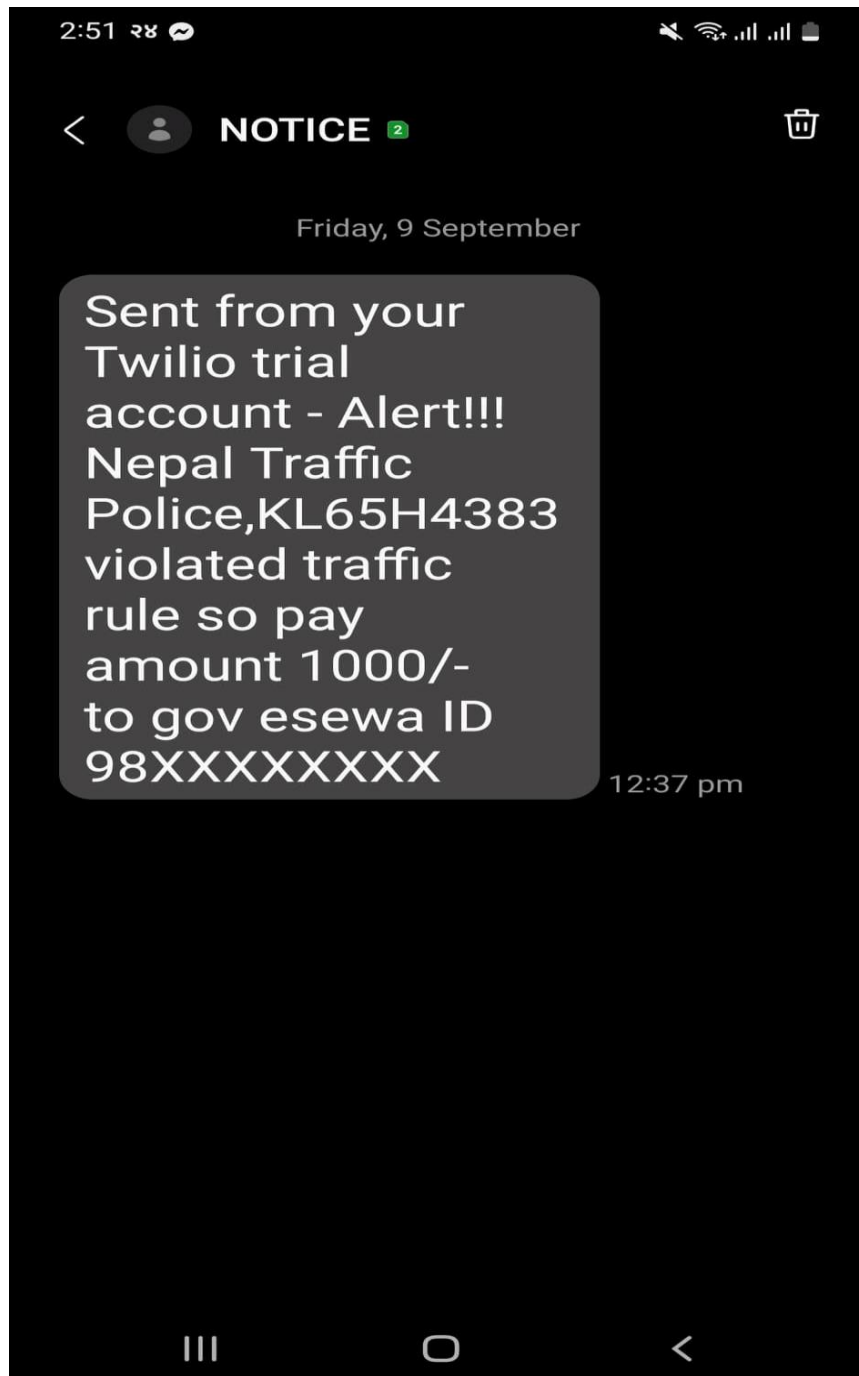 2:51 २४
NOTICE 2
Friday, 9 September
Sent from your
Twilio trial
account - Alert!!!
Nepal Traffic
Police,KL65H4383
violated traffic
rule so pay
amount 1000/-
to gov esewa ID
98XXXXXXXX
12:37 pm